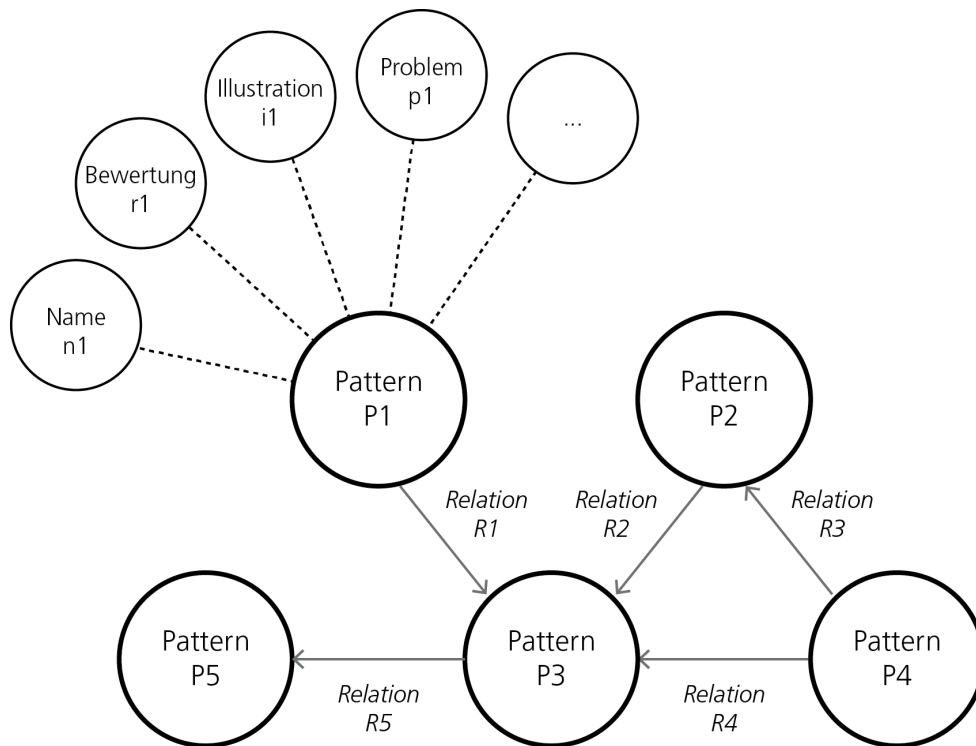 Problem
p1
Illustration
i1
...
Bewertung
r1
Name
n1
Pattern
P1
Pattern
P2
Relation
R1
Relation
R2
Relation
R3
Pattern
P5
Pattern
P3
Pattern
P4
Relation
R5
Relation
R4